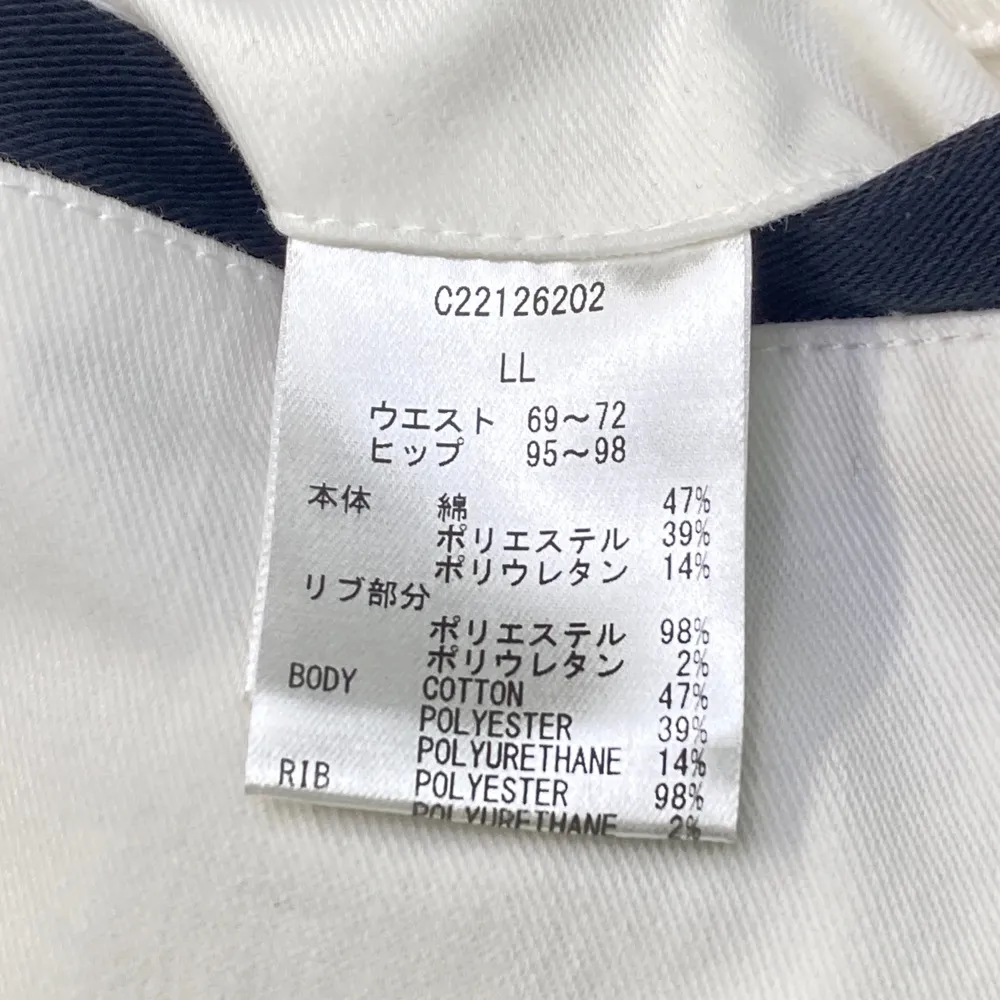 C22126202
LL
ウエスト 69～72
ヒップ 95～98
本体 綿 47%
ポリエステル 39%
ポリウレタン 14%
リブ部分
ポリエステル 98%
ポリウレタン 2%
BODY COTTON 47%
POLYESTER 39%
POLYURETHANE 14%
RIB POLYESTER 98%
POLYURETHANE 2%